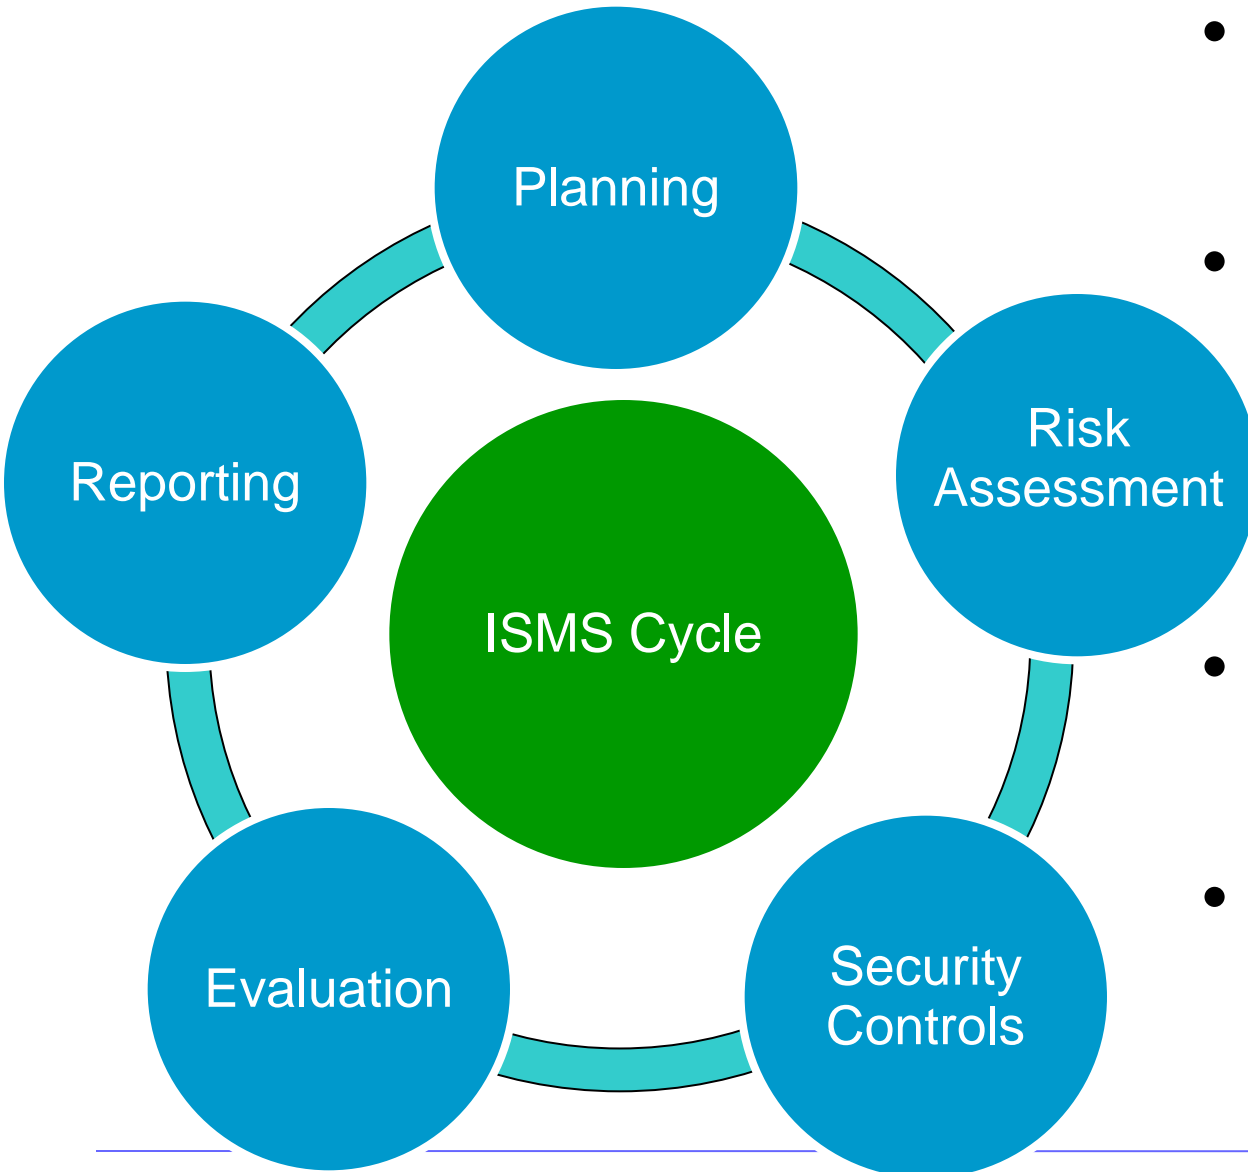 Planning
Risk
Assessment
Security
Controls
Evaluation
Reporting
ISMS Cycle